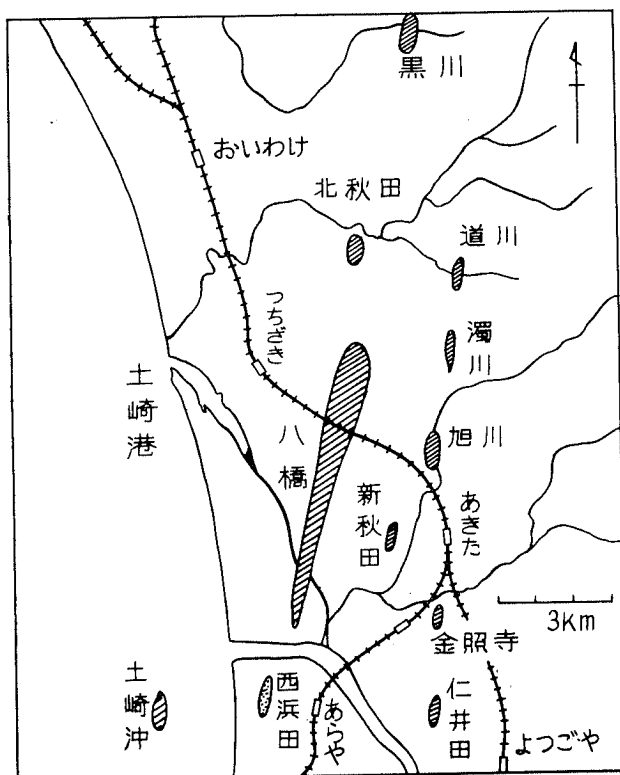 黒川
おいわけ
北秋田
道川
つちざき
濁川
土崎港
八橋
旭川
新秋田
あきた
3Km
金照寺
土崎沖
西浜田
あらや
仁井田
よつごや